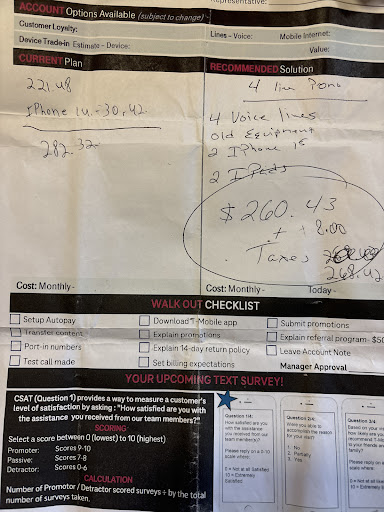 Representative:
ACCOUNT Options Available (subject to change)
Customer Loyalty:
Lines - Voice: Mobile Internet:
Device Trade-in Estimate - Device: Value:
CURRENT Plan
221.48
IPhone 14 - 30.42
282.32
Cost: Monthly -
RECOMMENDED Solution
4 line
4 Voice lines
old Equipment
2 IPhone
2 IPads
$260.43
+ 8.00
Taxes
268.42
Cost: Monthly - Today -
WALK OUT CHECKLIST
Setup Autopay
Transfer content
Port-in numbers
Test call made
Download T-Mobile app
Explain promotions
Explain 14-day return policy
Set billing expectations
Submit promotions
Explain referral program- $50
Leave Account Note
Manager Approval
YOUR UPCOMING TEXT SURVEY!
CSAT (Question 1) provides a way to measure a customer's
level of satisfaction by asking: "How satisfied are you with
the assistance you received from our team members?"
SCORING
Select a score between 0 (lowest) to 10 (highest)
Promoter: Scores 9-10
Passive: Scores 7-8
Detractor: Scores 0-6
CALCULATION
Number of Promotor / Detractor scored surveys ÷ by the total
number of surveys taken.
Question 1/4:
How satisfied are you
with the assistance
you received from our
team members?
Please reply on a 0-10
scale where:
0 = Not at all Satisfied
10 = Extremely
Satisfied
Question 2/4:
Were you able to
accomplish the reason
for your visit?
1. No
2. Partially
3. Yes
Question 3/4
Based on your
how likely are you
recommend T-Mo
to your friends and
family?
Please reply on a
scale where:
0 = Not at all
10 = Extremely